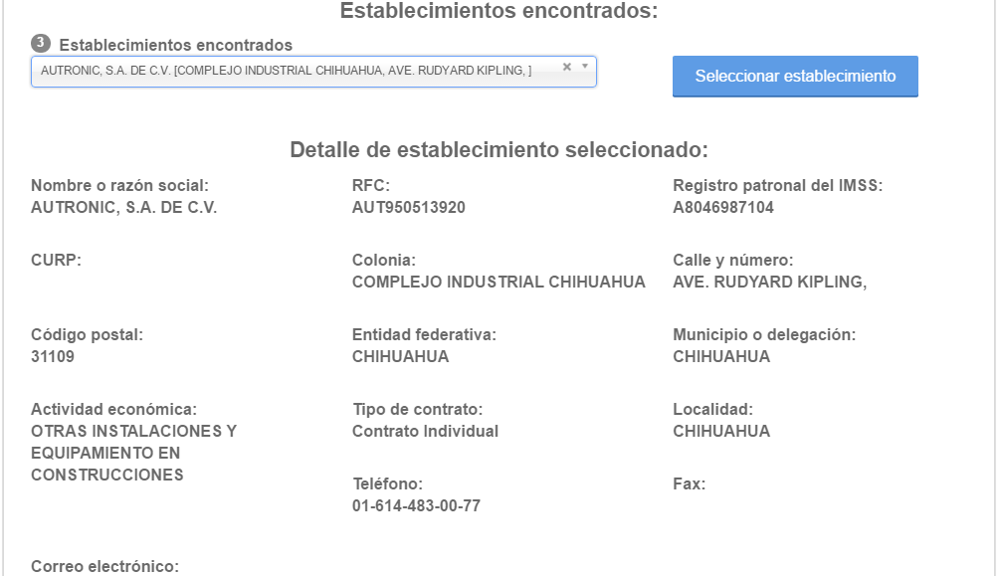 Establecimientos encontrados:
3 Establecimientos encontrados
AUTRONIC, S.A. DE C.V. [COMPLEJO INDUSTRIAL CHIHUAHUA, AVE. RUDYARD KIPLING, ]
Seleccionar establecimiento
Detalle de establecimiento seleccionado:
Nombre o razón social:
AUTRONIC, S.A. DE C.V.
RFC:
AUT950513920
Registro patronal del IMSS:
A8046987104
CURP:
Colonia:
COMPLEJO INDUSTRIAL CHIHUAHUA
Calle y número:
AVE. RUDYARD KIPLING,
Código postal:
31109
Entidad federativa:
CHIHUAHUA
Municipio o delegación:
CHIHUAHUA
Actividad económica:
OTRAS INSTALACIONES Y
EQUIPAMIENTO EN
CONSTRUCCIONES
Tipo de contrato:
Contrato Individual
Localidad:
CHIHUAHUA
Teléfono:
01-614-483-00-77
Fax:
Correo electrónico: